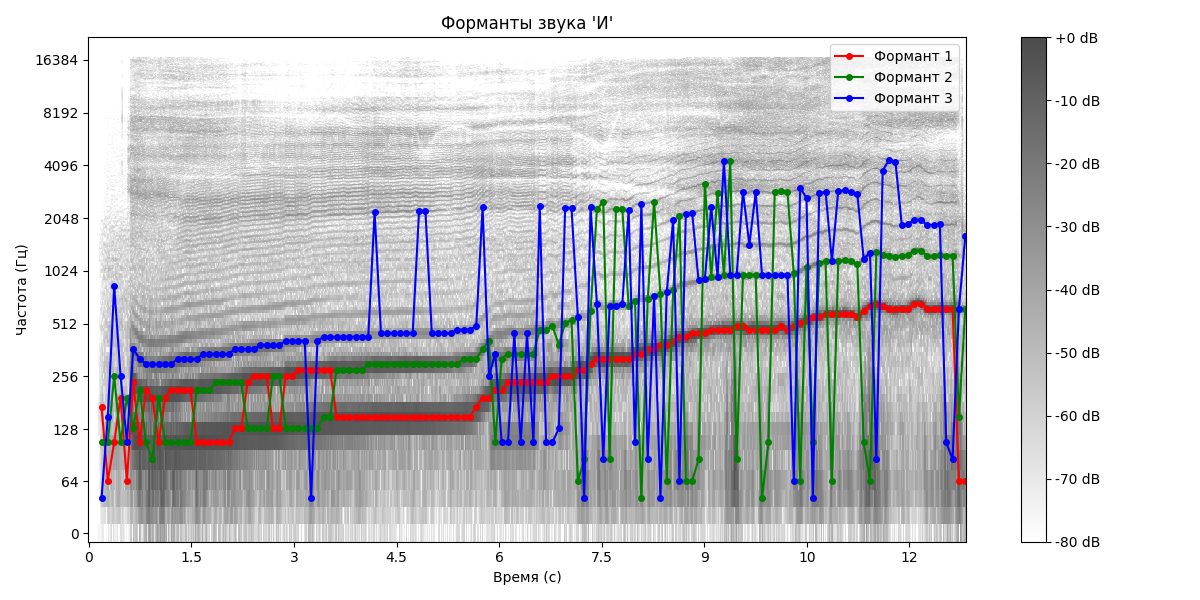 Форманты звука 'И'
16384
8192
4096
2048
1024
512
256
128
64
0
Частота (Гц)
0
1.5
3
4.5
6
7.5
9
10
12
Время (с)
Формант 1
Формант 2
Формант 3
+0 dB
-10 dB
-20 dB
-30 dB
-40 dB
-50 dB
-60 dB
-70 dB
-80 dB